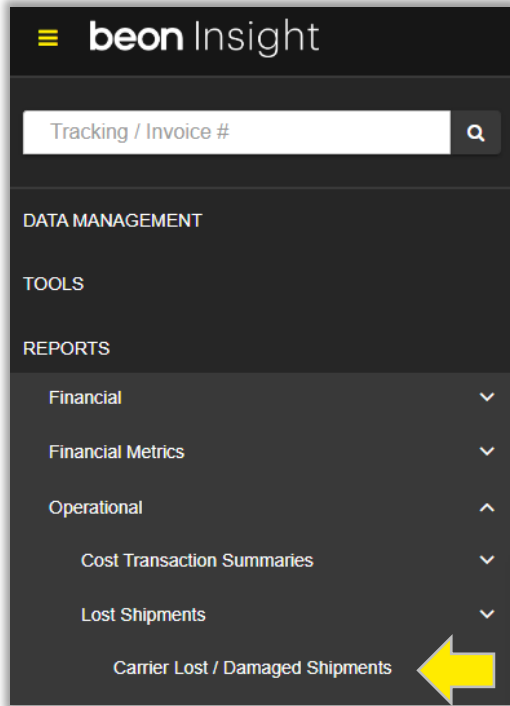 beon Insight
Tracking / Invoice #
DATA MANAGEMENT
TOOLS
REPORTS
Financial
Financial Metrics
Operational
Cost Transaction Summaries
Lost Shipments
Carrier Lost / Damaged Shipments